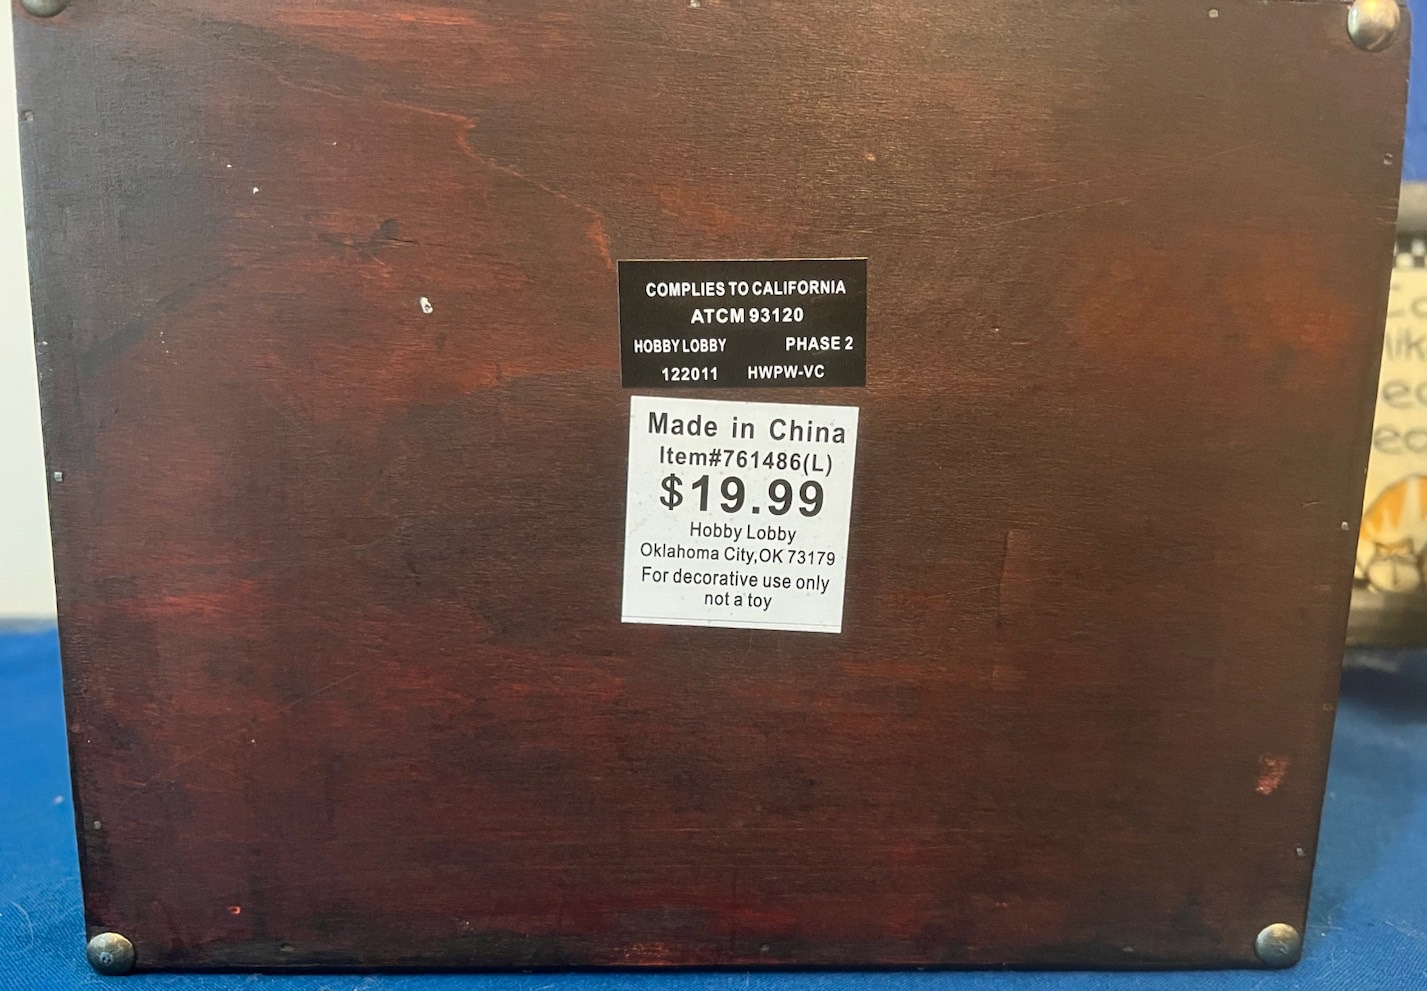 COMPLIES TO CALIFORNIA
ATCM 93120
HOBBY LOBBY PHASE 2
122011 HWPW-VC
Made in China
Item#761486(L)
$19.99
Hobby Lobby
Oklahoma City,OK 73179
For decorative use only
not a toy